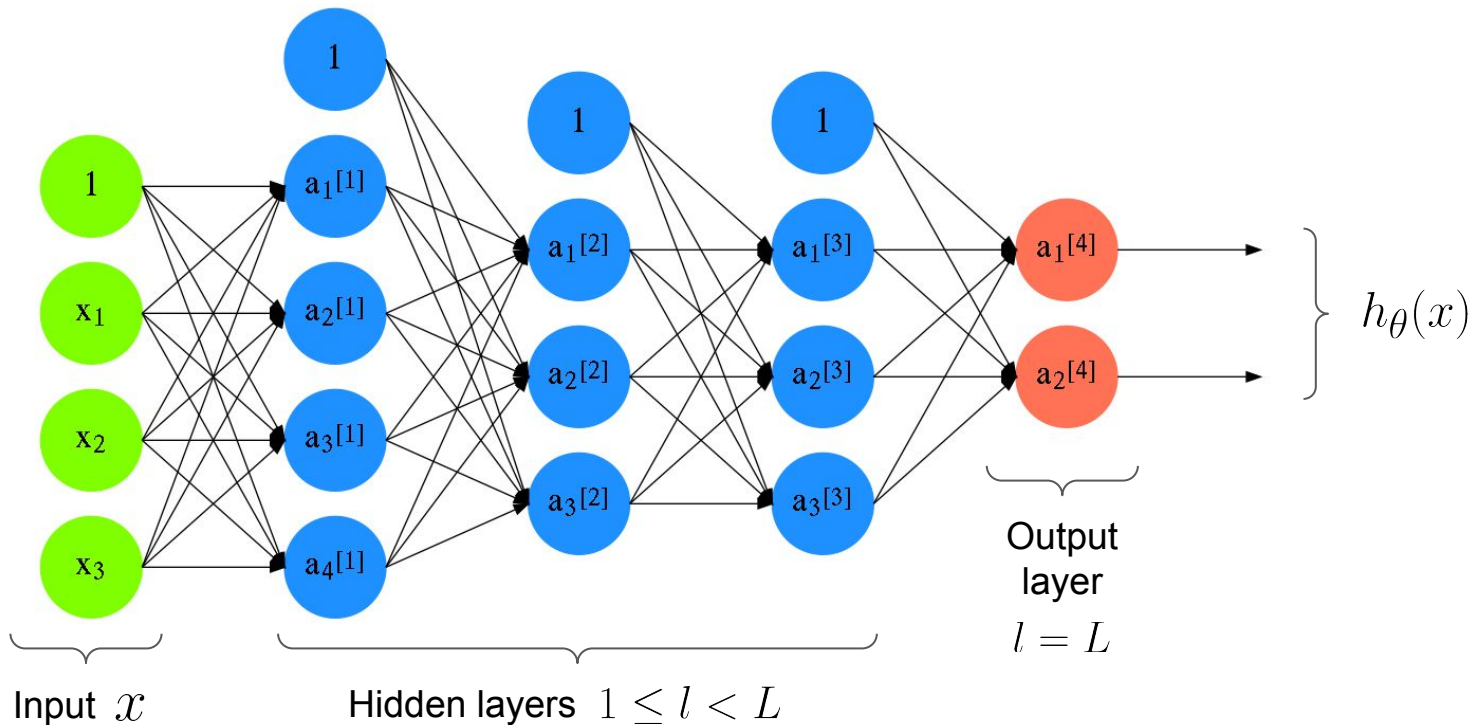 1
x₁
x₂
x₃
1
a₁[1]
a₂[1]
a₃[1]
a₄[1]
1
a₁[2]
a₂[2]
a₃[2]
1
a₁[3]
a₂[3]
a₃[3]
a₁[4]
a₂[4]
h_θ(x)
Output
layer
l = L
Input x
Hidden layers 1 ≤ l < L